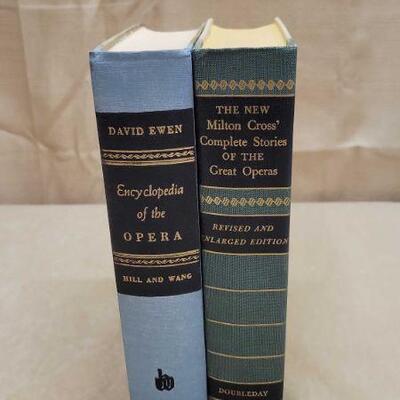 DAVID EWEN
Encyclopedia
of the
OPERA
HILL AND WANG
THE NEW
Milton Cross'
Complete Stories
OF THE
Great Operas
REVISED AND
ENLARGED EDITION
DOUBLEDAY